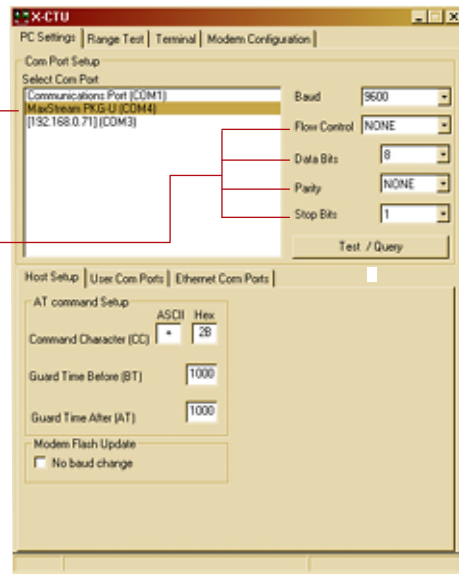 X-CTU
PC Settings Range Test Terminal Modem Configuration
Com Port Setup
Select Com Port
Communications Port (COM1)
MaxStream PKG-U (COM4)
[192.168.0.71] (COM3)
Baud 9600
Flow Control NONE
Data Bits 8
Parity NONE
Stop Bits 1
Test / Query
Host Setup User Com Ports Ethernet Com Ports
AT command Setup
ASCII Hex
Command Character (CC) + 2B
Guard Time Before (BT) 1000
Guard Time After (AT) 1000
Modem Flash Update
No baud change